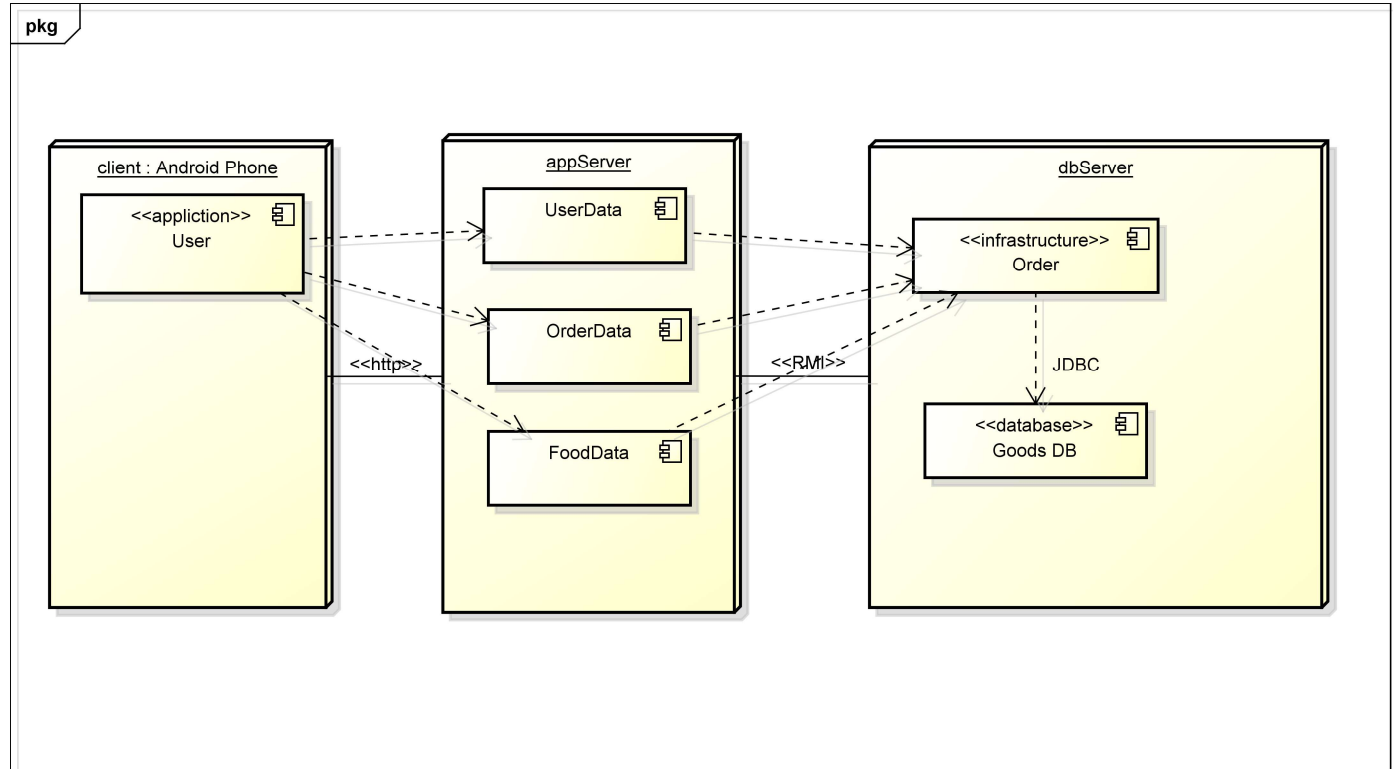 pkg
client : Android Phone
<<appliction>>
User
<<http>>
appServer
UserData
OrderData
FoodData
<<RMI>>
dbServer
<<infrastructure>>
Order
JDBC
<<database>>
Goods DB